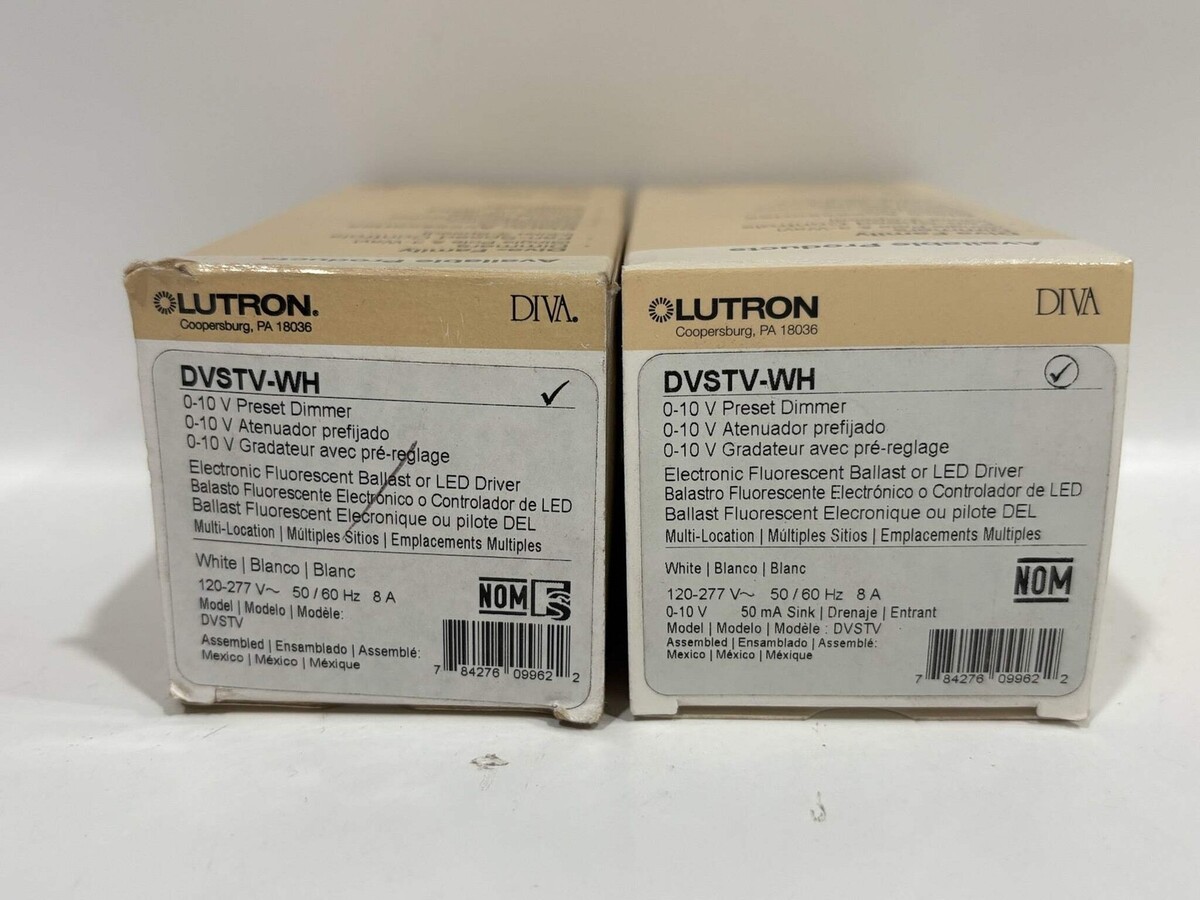 Available Products
LUTRON®
Coopersburg, PA 18036
DIVA®
DVSTV-WH
0-10 V Preset Dimmer
0-10 V Atenuador prefijado
0-10 V Gradateur avec pré-reglage
Electronic Fluorescent Ballast or LED Driver
Balasto Fluorescente Electrónico o Controlador de LED
Ballast Fluorescent Elecronique ou pilote DEL
Multi-Location | Múltiples Sitios | Emplacements Multiples
White | Blanco | Blanc
120-277 V~ 50 / 60 Hz 8 A
Model | Modelo | Modèle:
DVSTV
Assembled | Ensamblado | Assemblé:
Mexico | México | Méxique
NOM
7 84276 09962 2
Available Products
LUTRON
Coopersburg, PA 18036
DIVA
DVSTV-WH
0-10 V Preset Dimmer
0-10 V Atenuador prefijado
0-10 V Gradateur avec pré-reglage
Electronic Fluorescent Ballast or LED Driver
Balastro Fluorescente Electrónico o Controlador de LED
Ballast Fluorescent Elecronique ou pilote DEL
Multi-Location | Múltiples Sitios | Emplacements Multiples
White | Blanco | Blanc
120-277 V~ 50 / 60 Hz 8 A
0-10 V 50 mA Sink | Drenaje | Entrant
Model | Modelo | Modèle : DVSTV
Assembled | Ensamblado | Assemblé:
Mexico | México | Méxique
NOM
7 84276 09962 2